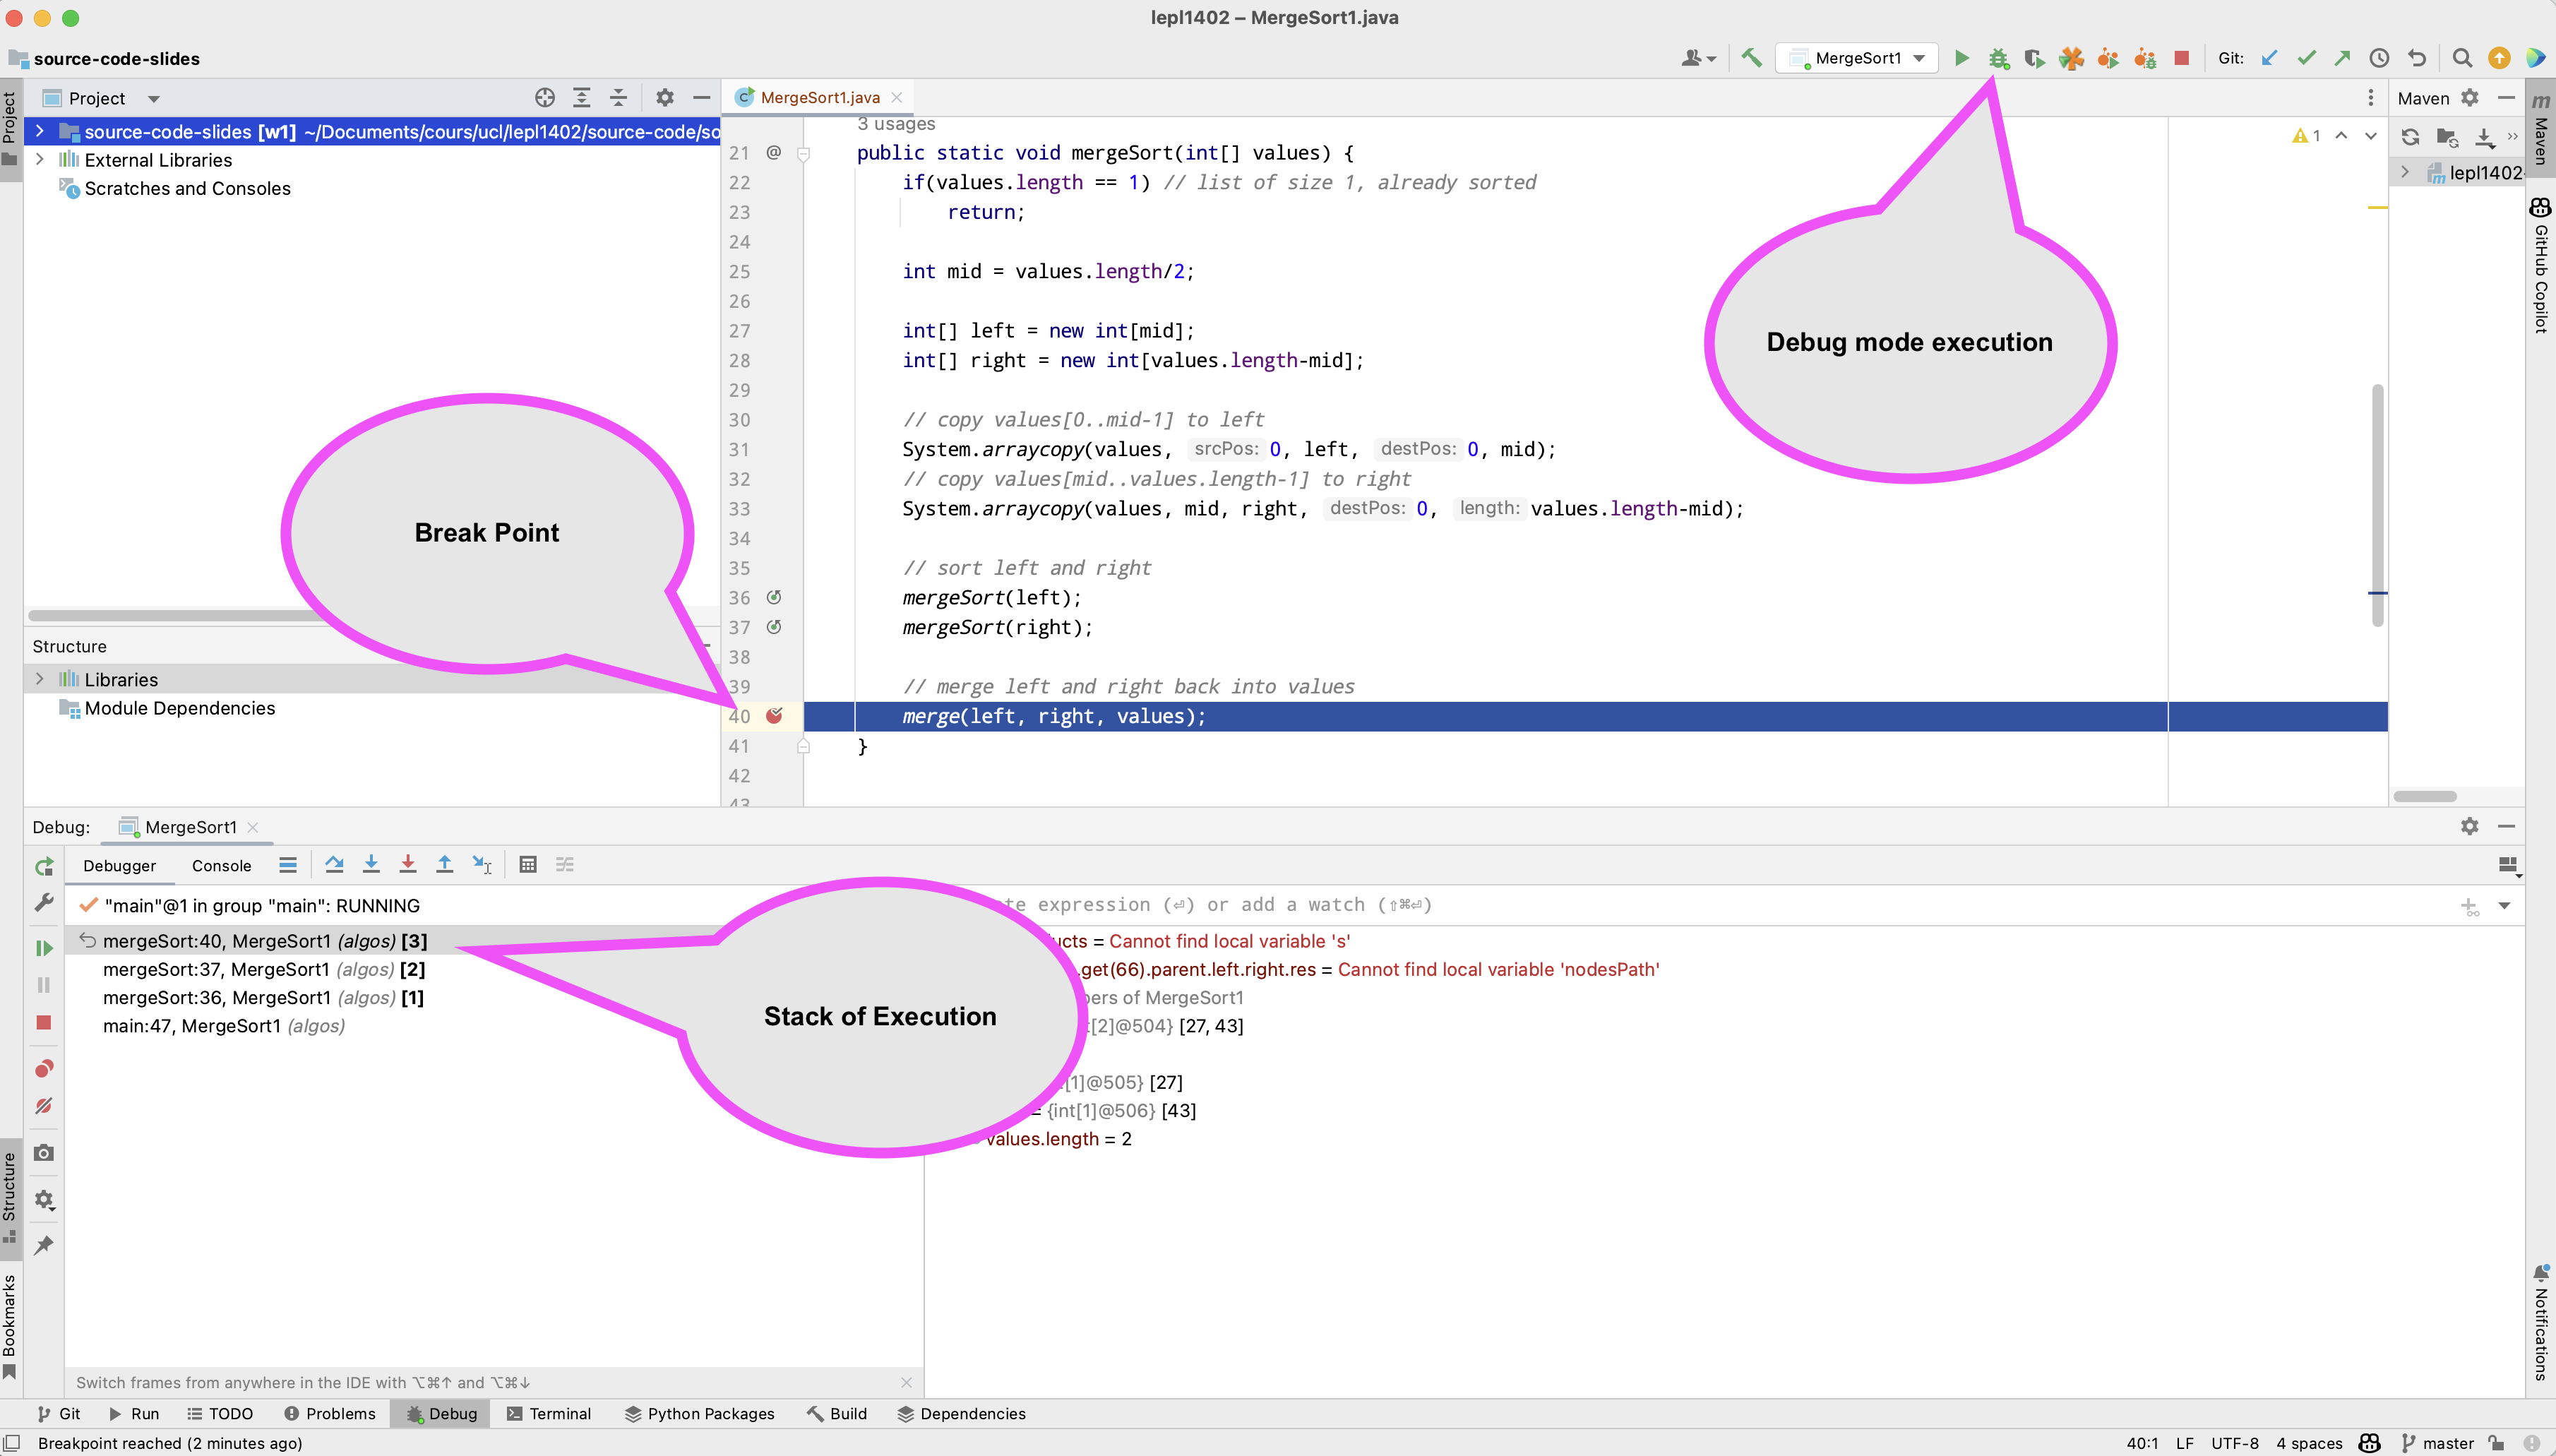 lepl1402 – MergeSort1.java
source-code-slides
MergeSort1
Git:
Project
MergeSort1.java
Maven
Project
source-code-slides [w1] ~/Documents/cours/ucl/lepl1402/source-code/so
External Libraries
Scratches and Consoles
3 usages
21 @ public static void mergeSort(int[] values) {
22 if(values.length == 1) // list of size 1, already sorted
23 return;
24
25 int mid = values.length/2;
26
27 int[] left = new int[mid];
28 int[] right = new int[values.length-mid];
29
30 // copy values[0..mid-1] to left
31 System.arraycopy(values, srcPos: 0, left, destPos: 0, mid);
32 // copy values[mid..values.length-1] to right
33 System.arraycopy(values, mid, right, destPos: 0, length: values.length-mid);
34
35 // sort left and right
36 mergeSort(left);
37 mergeSort(right);
38
39 // merge left and right back into values
40 merge(left, right, values);
41 }
42
43
1
lepl1402
m
Maven
GitHub Copilot
Debug mode execution
Break Point
Structure
Libraries
Module Dependencies
Debug:
MergeSort1
Debugger
Console
"main"@1 in group "main": RUNNING
mergeSort:40, MergeSort1 (algos) [3]
mergeSort:37, MergeSort1 (algos) [2]
mergeSort:36, MergeSort1 (algos) [1]
main:47, MergeSort1 (algos)
Stack of Execution
expression (⏎) or add a watch (⇧⌘⏎)
= Cannot find local variable 's'
.get(66).parent.left.right.res = Cannot find local variable 'nodesPath'
of MergeSort1
[2]@504} [27, 43]
[1]@505} [27]
= {int[1]@506} [43]
values.length = 2
Structure
Bookmarks
Notifications
Switch frames from anywhere in the IDE with ⌥⌘↑ and ⌥⌘↓
Git
Run
TODO
Problems
Debug
Terminal
Python Packages
Build
Dependencies
Breakpoint reached (2 minutes ago)
40:1
LF
UTF-8
4 spaces
master